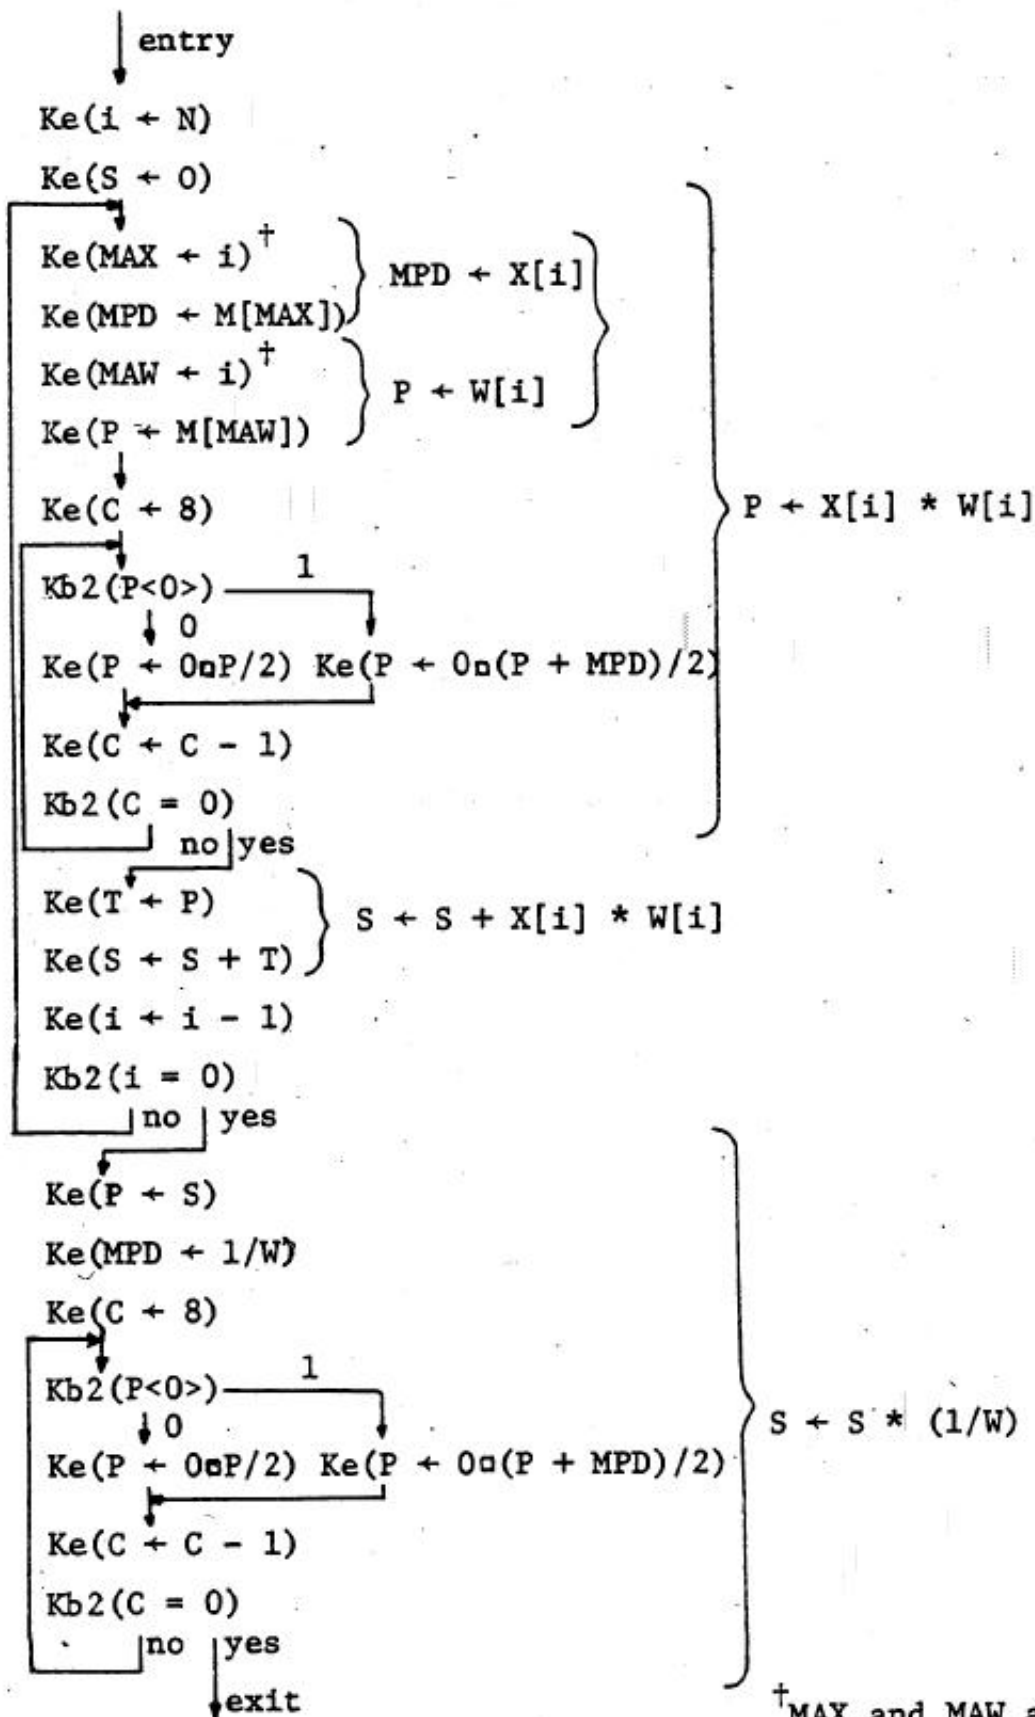 entry
Ke(i ← N)
Ke(S ← 0)
Ke(MAX ← i)†
MPD ← X[i]
Ke(MPD ← M[MAX])
Ke(MAW ← i)†
P ← W[i]
Ke(P ← M[MAW])
Ke(C ← 8)
P ← X[i] * W[i]
Kb2(P<0>) 1
0
Ke(P ← 0□P/2) Ke(P ← 0□(P + MPD)/2)
Ke(C ← C - 1)
Kb2(C = 0)
no yes
Ke(T ← P)
S ← S + X[i] * W[i]
Ke(S ← S + T)
Ke(i ← i - 1)
Kb2(i = 0)
no yes
Ke(P ← S)
Ke(MPD ← 1/W)
Ke(C ← 8)
Kb2(P<0>) 1
S ← S * (1/W)
0
Ke(P ← 0□P/2) Ke(P ← 0□(P + MPD)/2)
Ke(C ← C - 1)
Kb2(C = 0)
no yes
exit
†MAX and MAW a